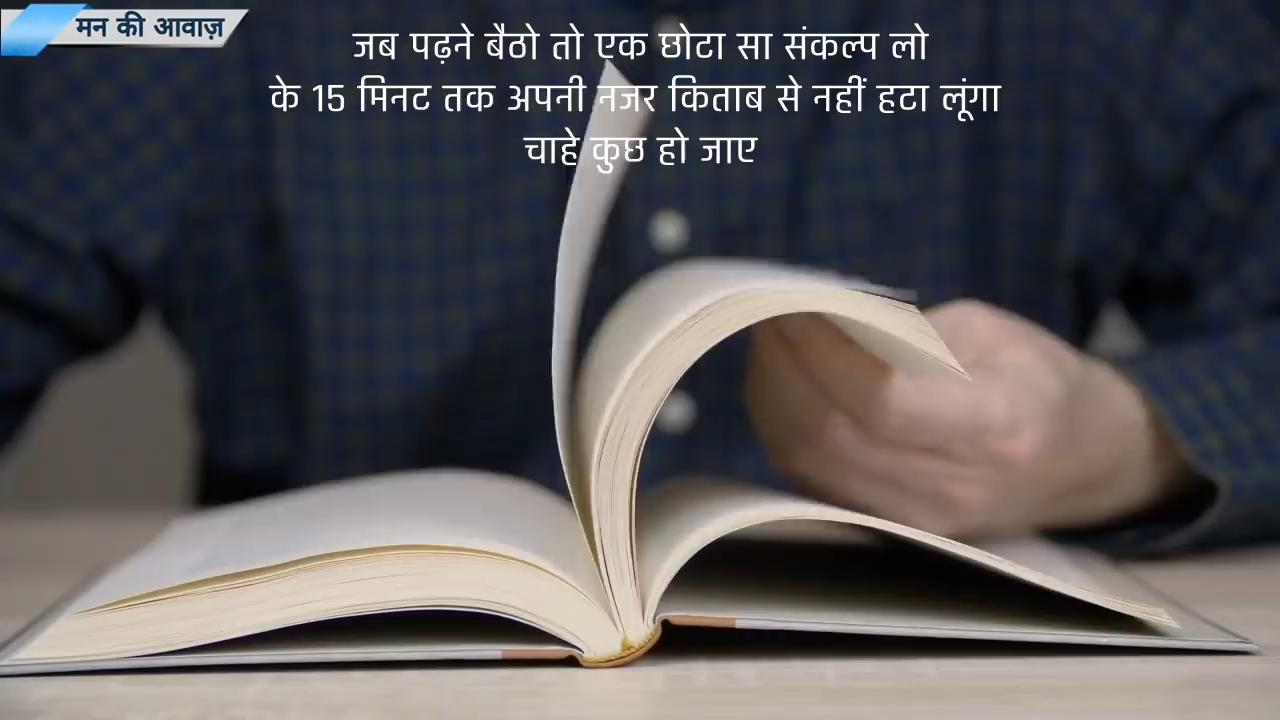 मन की आवाज़
जब पढ़ने बैठो तो एक छोटा सा संकल्प लो
के 15 मिनट तक अपनी नजर किताब से नहीं हटा लूंगा
चाहे कुछ हो जाए